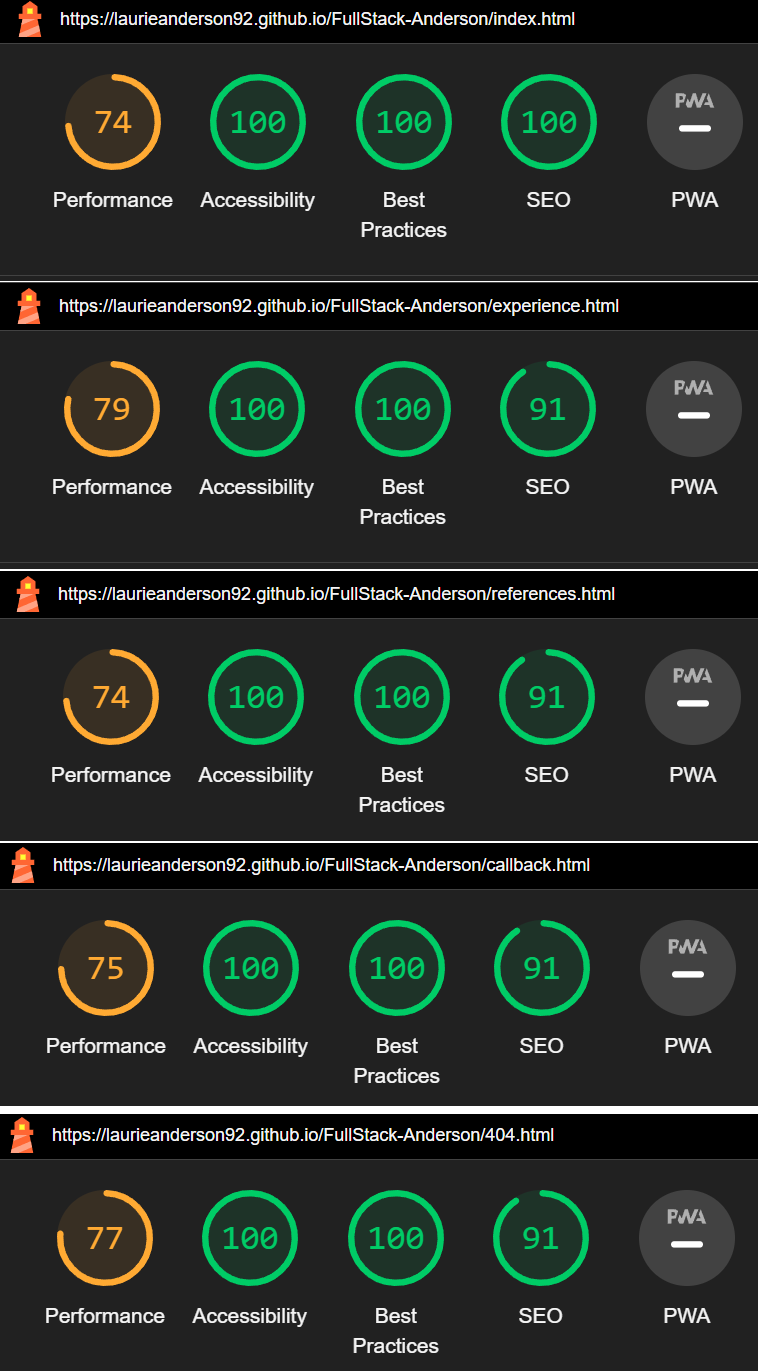 https://laurieanderson92.github.io/FullStack-Anderson/index.html
74 100 100 100 PWA
Performance Accessibility Best Practices SEO PWA
https://laurieanderson92.github.io/FullStack-Anderson/experience.html
79 100 100 91 PWA
Performance Accessibility Best Practices SEO PWA
https://laurieanderson92.github.io/FullStack-Anderson/references.html
74 100 100 91 PWA
Performance Accessibility Best Practices SEO PWA
https://laurieanderson92.github.io/FullStack-Anderson/callback.html
75 100 100 91 PWA
Performance Accessibility Best Practices SEO PWA
https://laurieanderson92.github.io/FullStack-Anderson/404.html
77 100 100 91 PWA
Performance Accessibility Best Practices SEO PWA